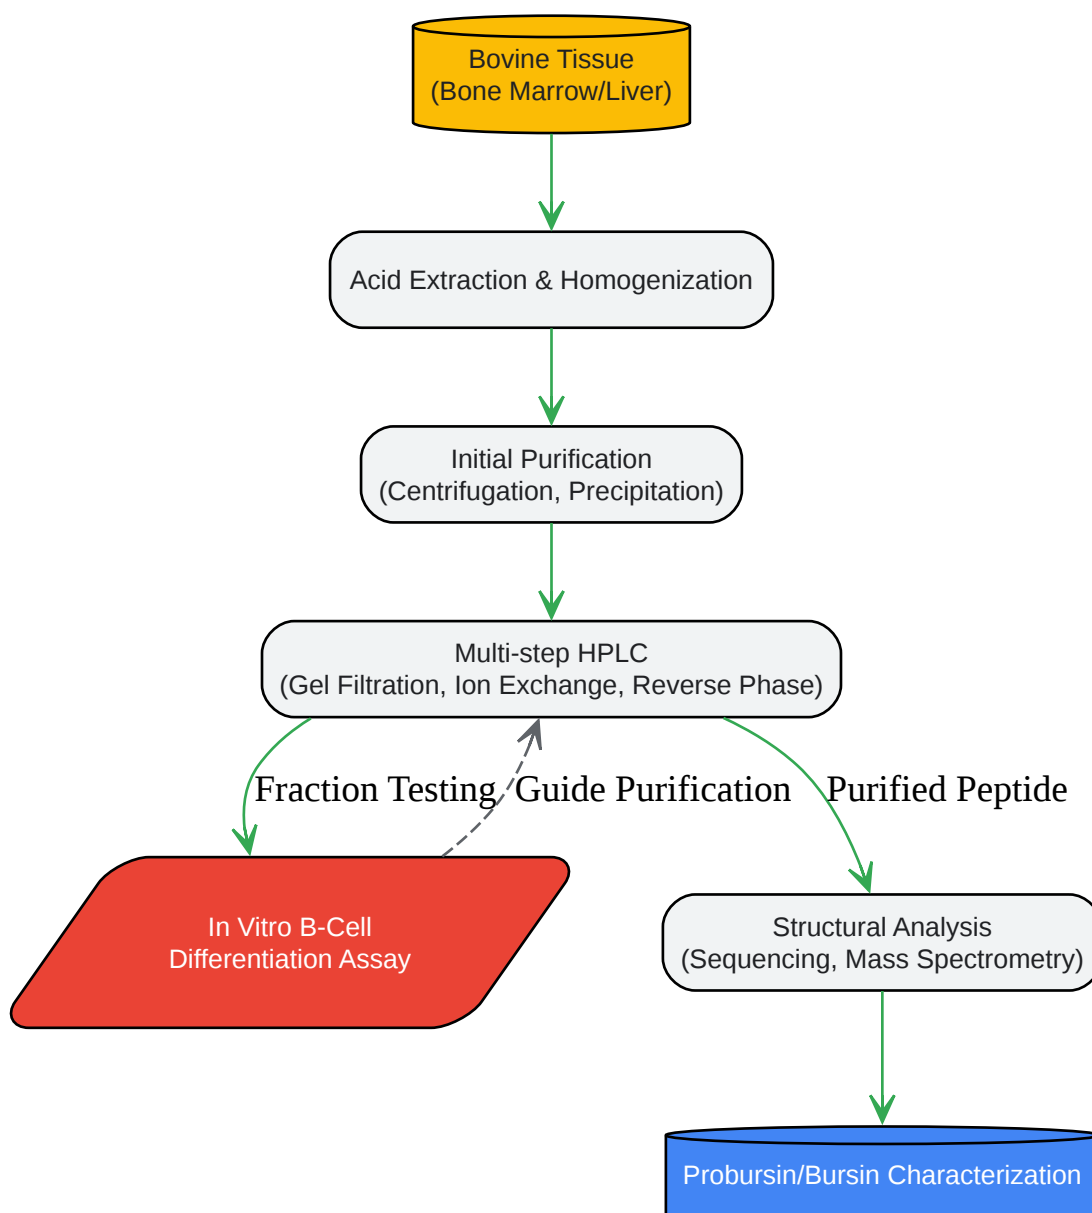 Bovine Tissue
(Bone Marrow/Liver)
Acid Extraction & Homogenization
Initial Purification
(Centrifugation, Precipitation)
Multi-step HPLC
(Gel Filtration, Ion Exchange, Reverse Phase)
Fraction Testing
Guide Purification
Purified Peptide
In Vitro B-Cell
Differentiation Assay
Structural Analysis
(Sequencing, Mass Spectrometry)
Probursin/Bursin Characterization